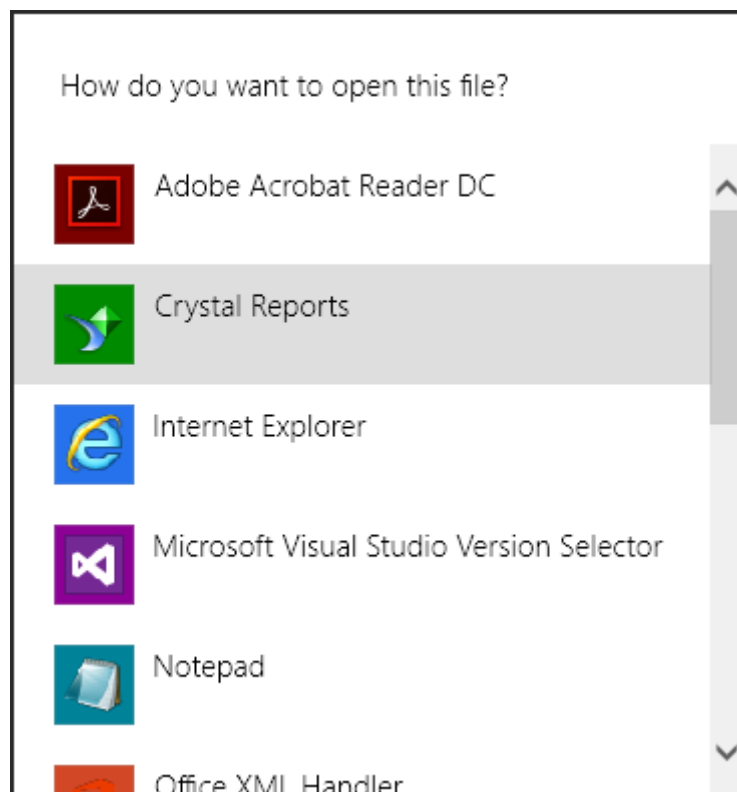 How do you want to open this file?
Adobe Acrobat Reader DC
Crystal Reports
Internet Explorer
Microsoft Visual Studio Version Selector
Notepad
Office XML Handler